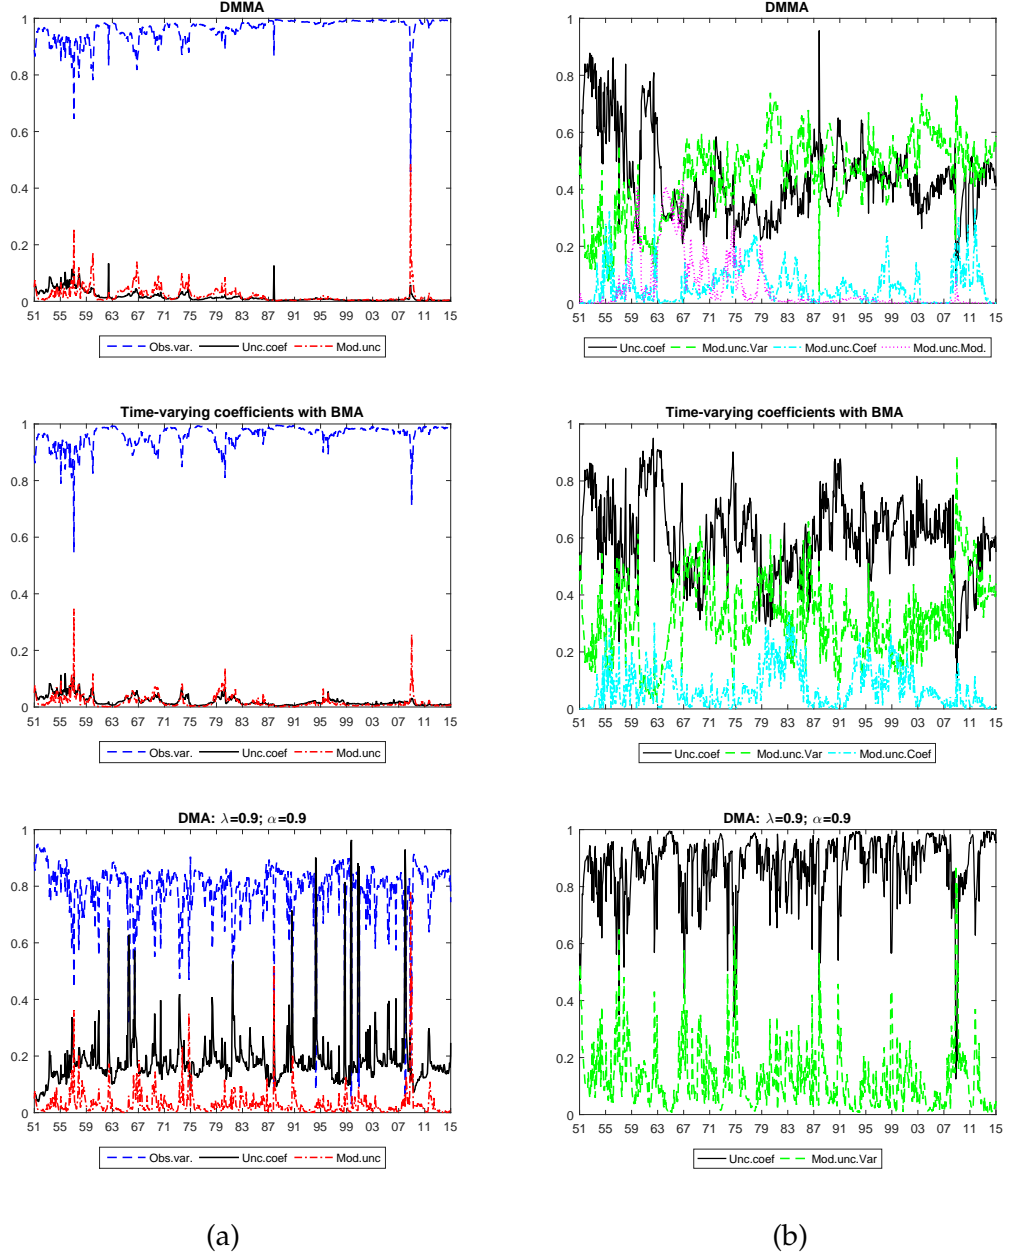 DMMA
1
0.8
0.6
0.4
0.2
0
51 55 59 63 67 71 75 79 83 87 91 95 99 03 07 11 15
Obs.var. Unc.coef Mod.unc
DMMA
1
0.8
0.6
0.4
0.2
0
51 55 59 63 67 71 75 79 83 87 91 95 99 03 07 11 15
Unc.coef Mod.unc.Var Mod.unc.Coef Mod.unc.Mod.
Time-varying coefficients with BMA
1
0.8
0.6
0.4
0.2
0
51 55 59 63 67 71 75 79 83 87 91 95 99 03 07 11 15
Obs.var. Unc.coef Mod.unc
Time-varying coefficients with BMA
1
0.8
0.6
0.4
0.2
0
51 55 59 63 67 71 75 79 83 87 91 95 99 03 07 11 15
Unc.coef Mod.unc.Var Mod.unc.Coef
DMA: λ=0.9; α=0.9
1
0.8
0.6
0.4
0.2
0
51 55 59 63 67 71 75 79 83 87 91 95 99 03 07 11 15
Obs.var. Unc.coef Mod.unc
DMA: λ=0.9; α=0.9
1
0.8
0.6
0.4
0.2
0
51 55 59 63 67 71 75 79 83 87 91 95 99 03 07 11 15
Unc.coef Mod.unc.Var
(a)
(b)